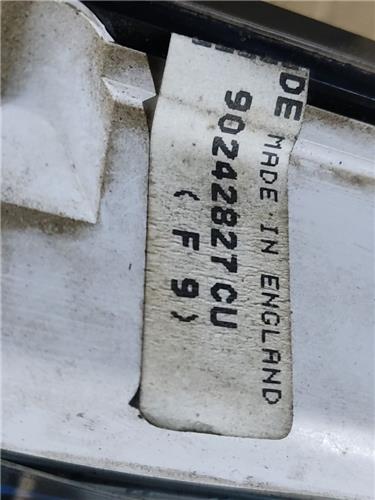 DE MADE IN ENGLAND
90242827CU
( F 9 )